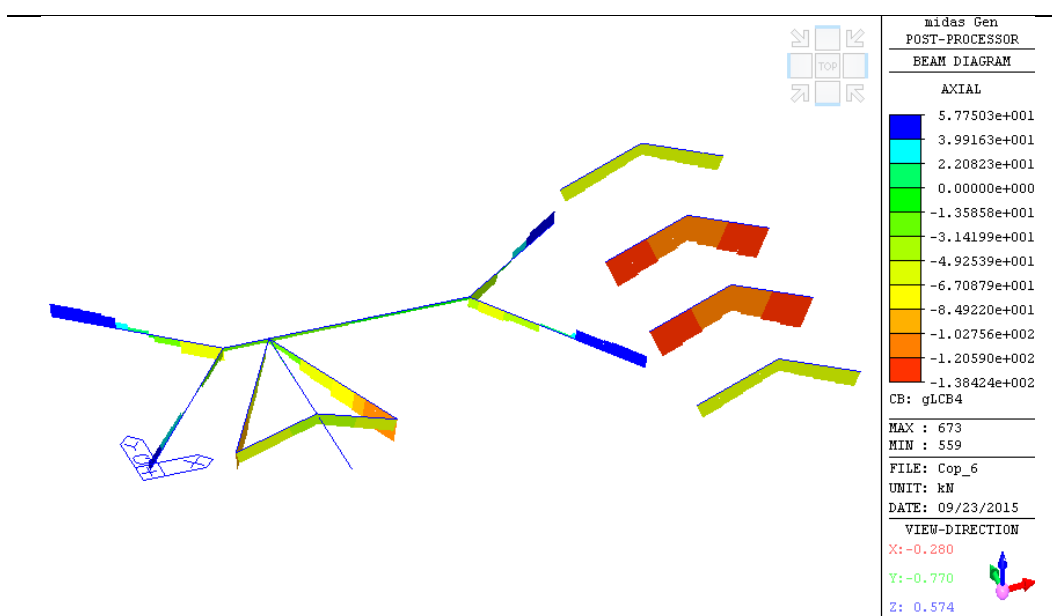 midas Gen
POST-PROCESSOR
BEAM DIAGRAM
AXIAL
5.77503e+001
3.99163e+001
2.20823e+001
0.00000e+000
-1.35858e+001
-3.14199e+001
-4.92539e+001
-6.70879e+001
-8.49220e+001
-1.02756e+002
-1.20590e+002
-1.38424e+002
CB: gLCB4
MAX : 673
MIN : 559
FILE: Cop_6
UNIT: kN
DATE: 09/23/2015
VIEW-DIRECTION
X:-0.280
Y:-0.770
Z: 0.574
TOP